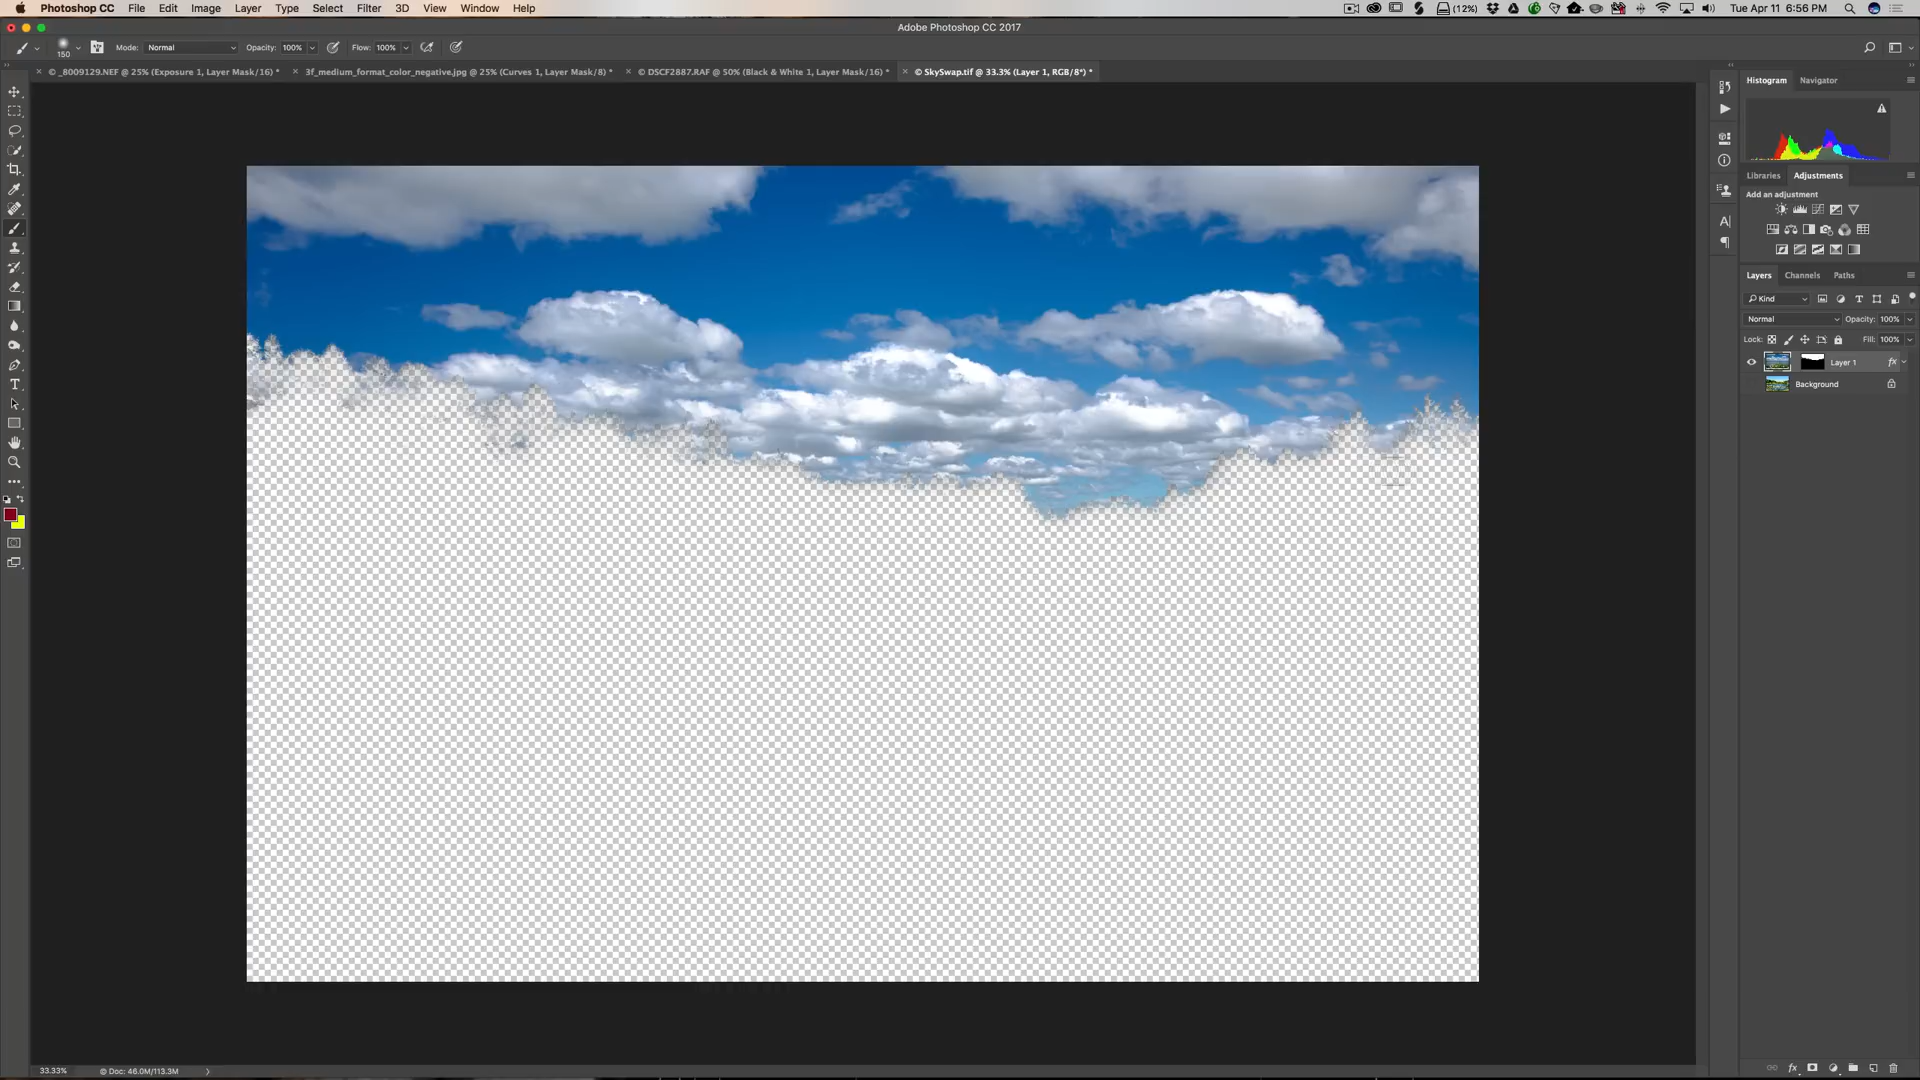 Photoshop CC File Edit Image Layer Type Select Filter 3D View Window Help (12%) Tue Apr 11 6:56 PM
Adobe Photoshop CC 2017
150 Mode: Normal Opacity: 100% Flow: 100%
× © _8009129.NEF @ 25% (Exposure 1, Layer Mask/16) * × 3f_medium_format_color_negative.jpg @ 25% (Curves 1, Layer Mask/8) * × © DSCF2887.RAF @ 50% (Black & White 1, Layer Mask/16) * × © SkySwap.tif @ 33.3% (Layer 1, RGB/8*) *
Histogram Navigator
Libraries Adjustments
Add an adjustment
Layers Channels Paths
Kind
Normal Opacity: 100%
Lock: Fill: 100%
Layer 1 fx
Background
33.33% © Doc: 46.0M/113.3M